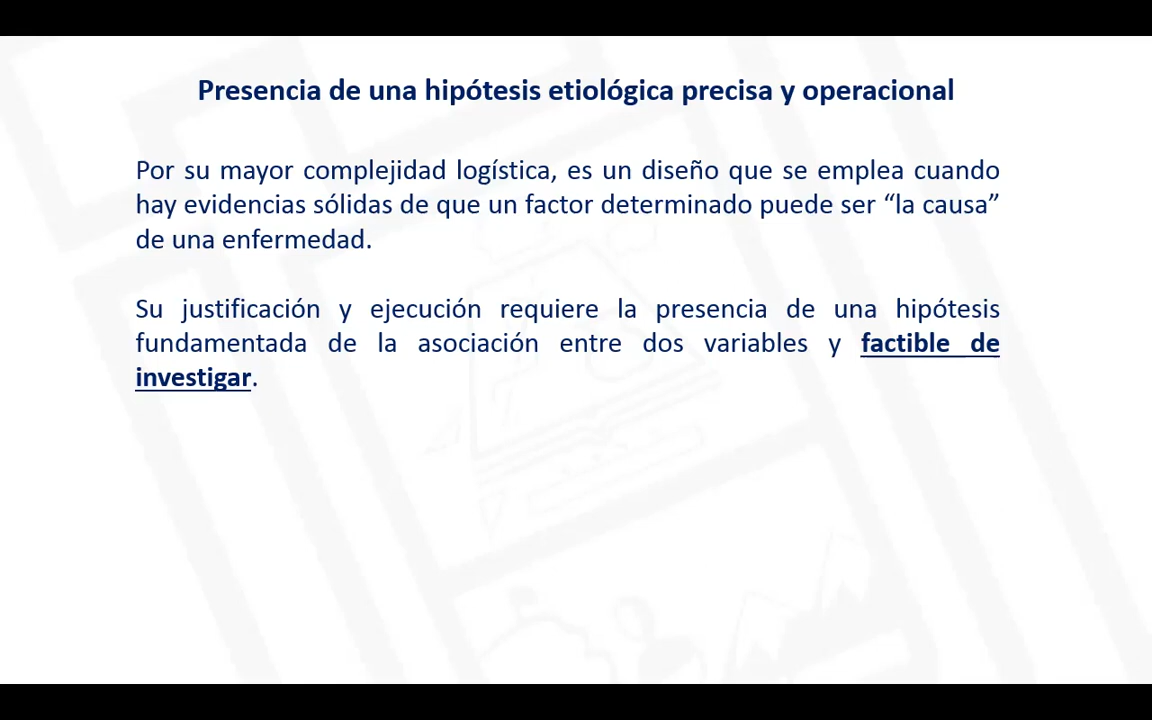 Presencia de una hipótesis etiológica precisa y operacional
Por su mayor complejidad logística, es un diseño que se emplea cuando
hay evidencias sólidas de que un factor determinado puede ser “la causa”
de una enfermedad.
Su justificación y ejecución requiere la presencia de una hipótesis
fundamentada de la asociación entre dos variables y factible de
investigar.